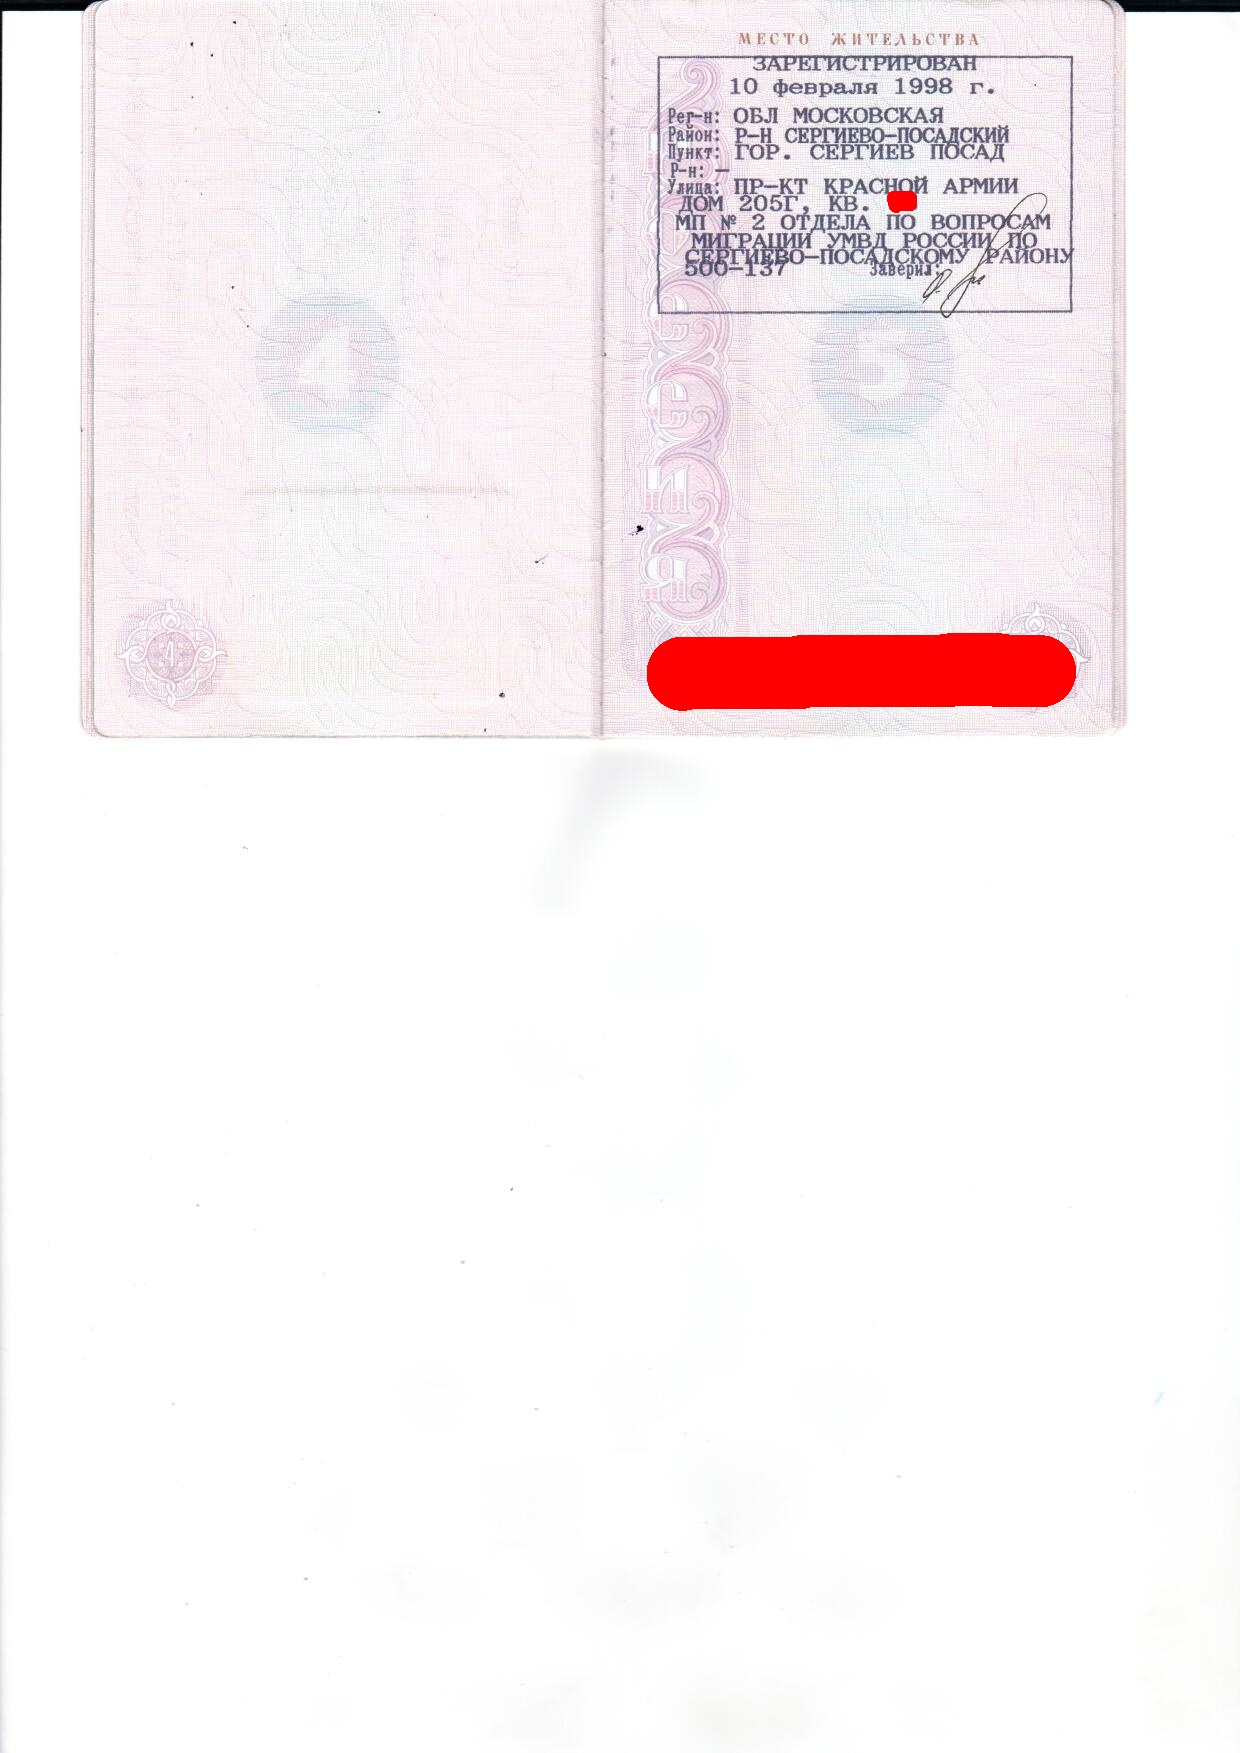 МЕСТО ЖИТЕЛЬСТВА
ЗАРЕГИСТРИРОВАН
10 февраля 1998 г.
Рег-н: ОБЛ МОСКОВСКАЯ
Район: Р-Н СЕРГИЕВО-ПОСАДСКИЙ
Пункт: ГОР. СЕРГИЕВ ПОСАД
Р-н: —
Улица: ПР-КТ КРАСНОЙ АРМИИ
ДОМ 205Г, КВ.
МП № 2 ОТДЕЛА ПО ВОПРОСАМ
МИГРАЦИИ УМВД РОССИИ ПО
СЕРГИЕВО-ПОСАДСКОМУ РАЙОНУ
500-137 Заверил:
4
5
РОССИЯ
4